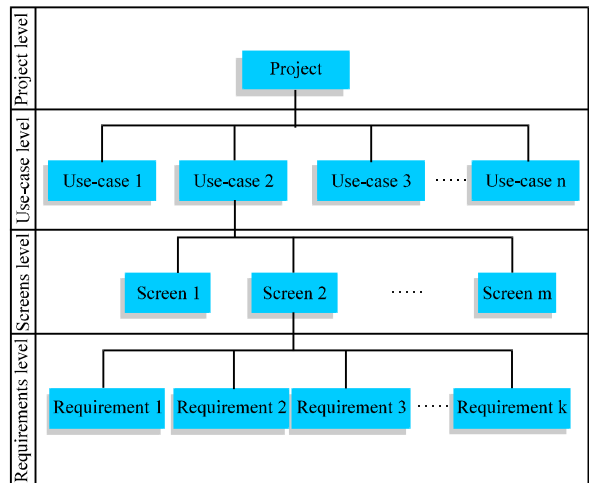 Project level
Project
Use-case level
Use-case 1
Use-case 2
Use-case 3
......
Use-case n
Screens level
Screen 1
Screen 2
......
Screen m
Requirements level
Requirement 1
Requirement 2
Requirement 3
......
Requirement k